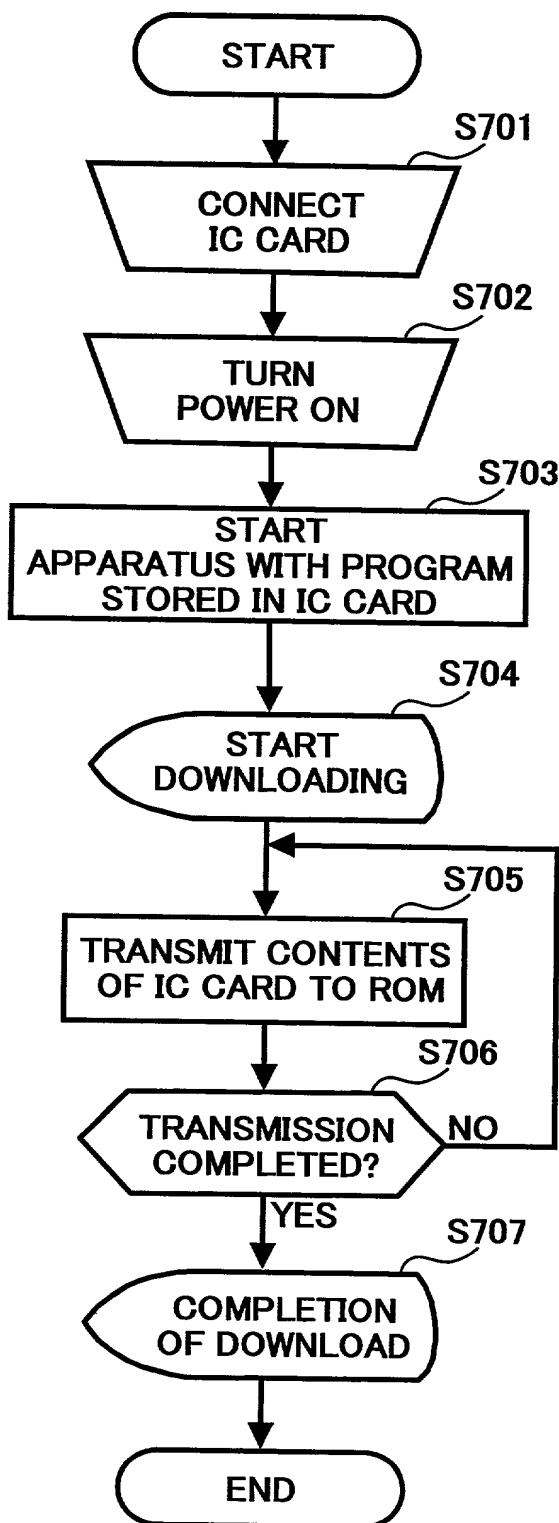 START
S701
CONNECT
IC CARD
S702
TURN
POWER ON
S703
START
APPARATUS WITH PROGRAM
STORED IN IC CARD
S704
START
DOWNLOADING
S705
TRANSMIT CONTENTS
OF IC CARD TO ROM
S706
TRANSMISSION
COMPLETED?
NO
YES
S707
COMPLETION
OF DOWNLOAD
END